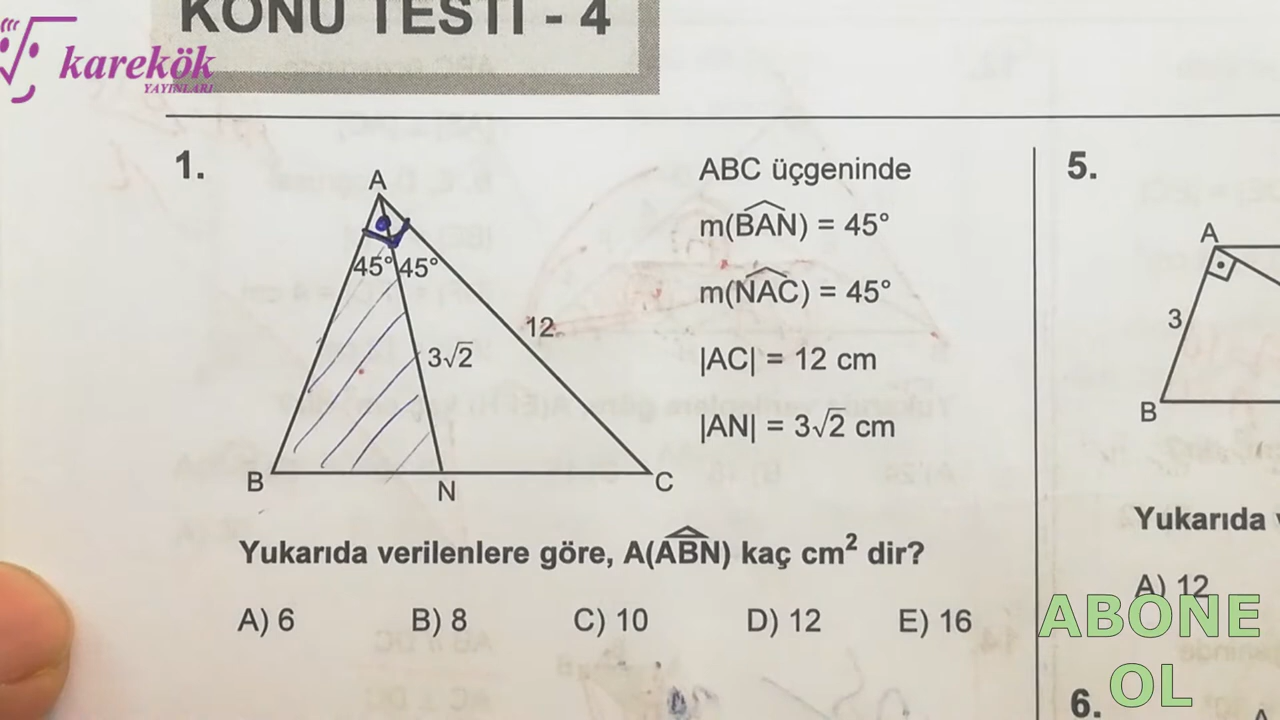 KONU TESTİ - 4
karekök
YAYINLARI
1.
A
45° 45°
12
3√2
B
N
C
ABC üçgeninde
m(BAN) = 45°
m(NAC) = 45°
|AC| = 12 cm
|AN| = 3√2 cm
Yukarıda verilenlere göre, A(ABN) kaç cm² dir?
A) 6 B) 8 C) 10 D) 12 E) 16
5.
A
3
B
Yukarıda
A) 12
6.
A
ABONE
OL